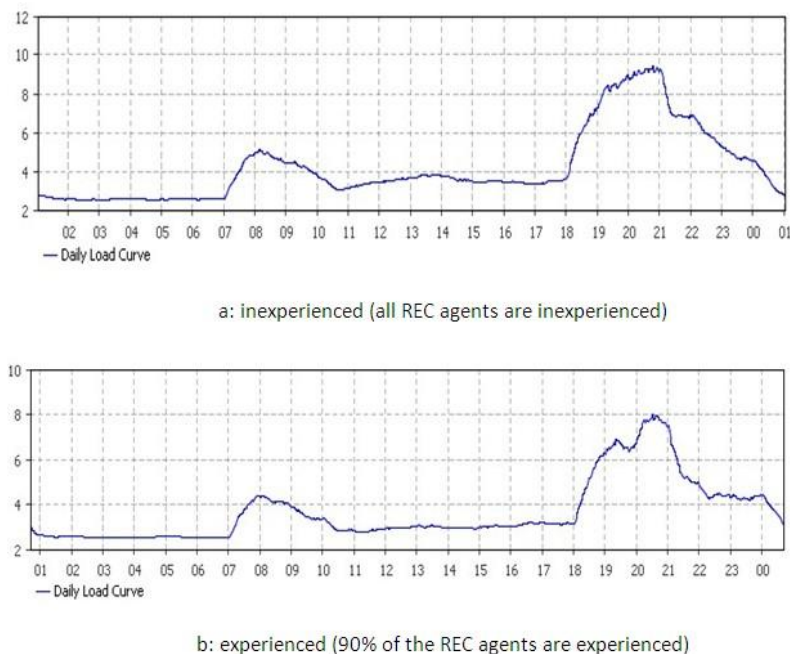 12
10
8
6
4
2
02 03 04 05 06 07 08 09 10 11 12 13 14 15 16 17 18 19 20 21 22 23 00 01
— Daily Load Curve
a: inexperienced (all REC agents are inexperienced)
10
8
6
4
2
01 02 03 04 05 06 07 08 09 10 11 12 13 14 15 16 17 18 19 20 21 22 23 00
— Daily Load Curve
b: experienced (90% of the REC agents are experienced)